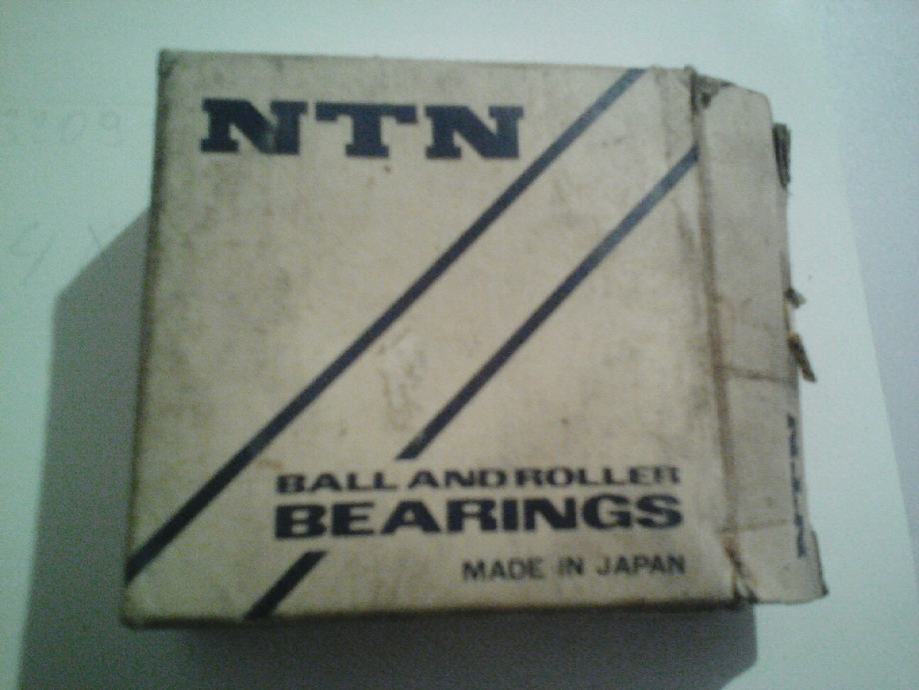 NTN
BALL AND ROLLER
BEARINGS
MADE IN JAPAN
NTN